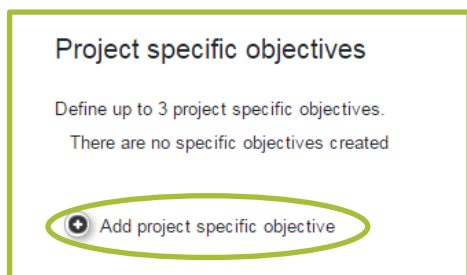 Project specific objectives
Define up to 3 project specific objectives.
There are no specific objectives created
Add project specific objective